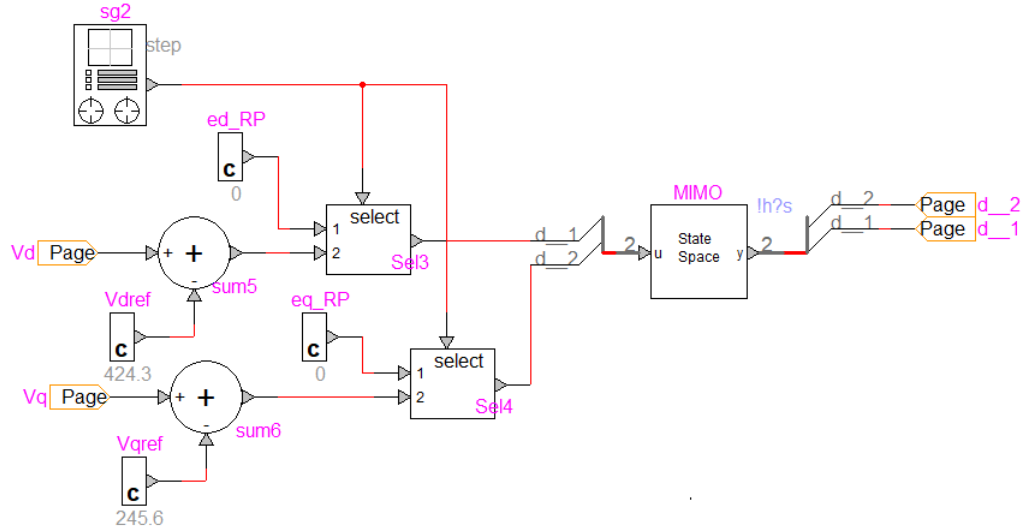 sg2
step
ed_RP
c
0
select
1
2
Sel3
Vd
Page
+
+
-
sum5
Vdref
c
424.3
eq_RP
c
0
select
1
2
Sel4
Vq
Page
+
+
-
sum6
Vqref
c
245.6
d__1
d__2
2
MIMO
u
State
Space
y
!h?s
2
d__2
d__1
Page
d__2
Page
d__1